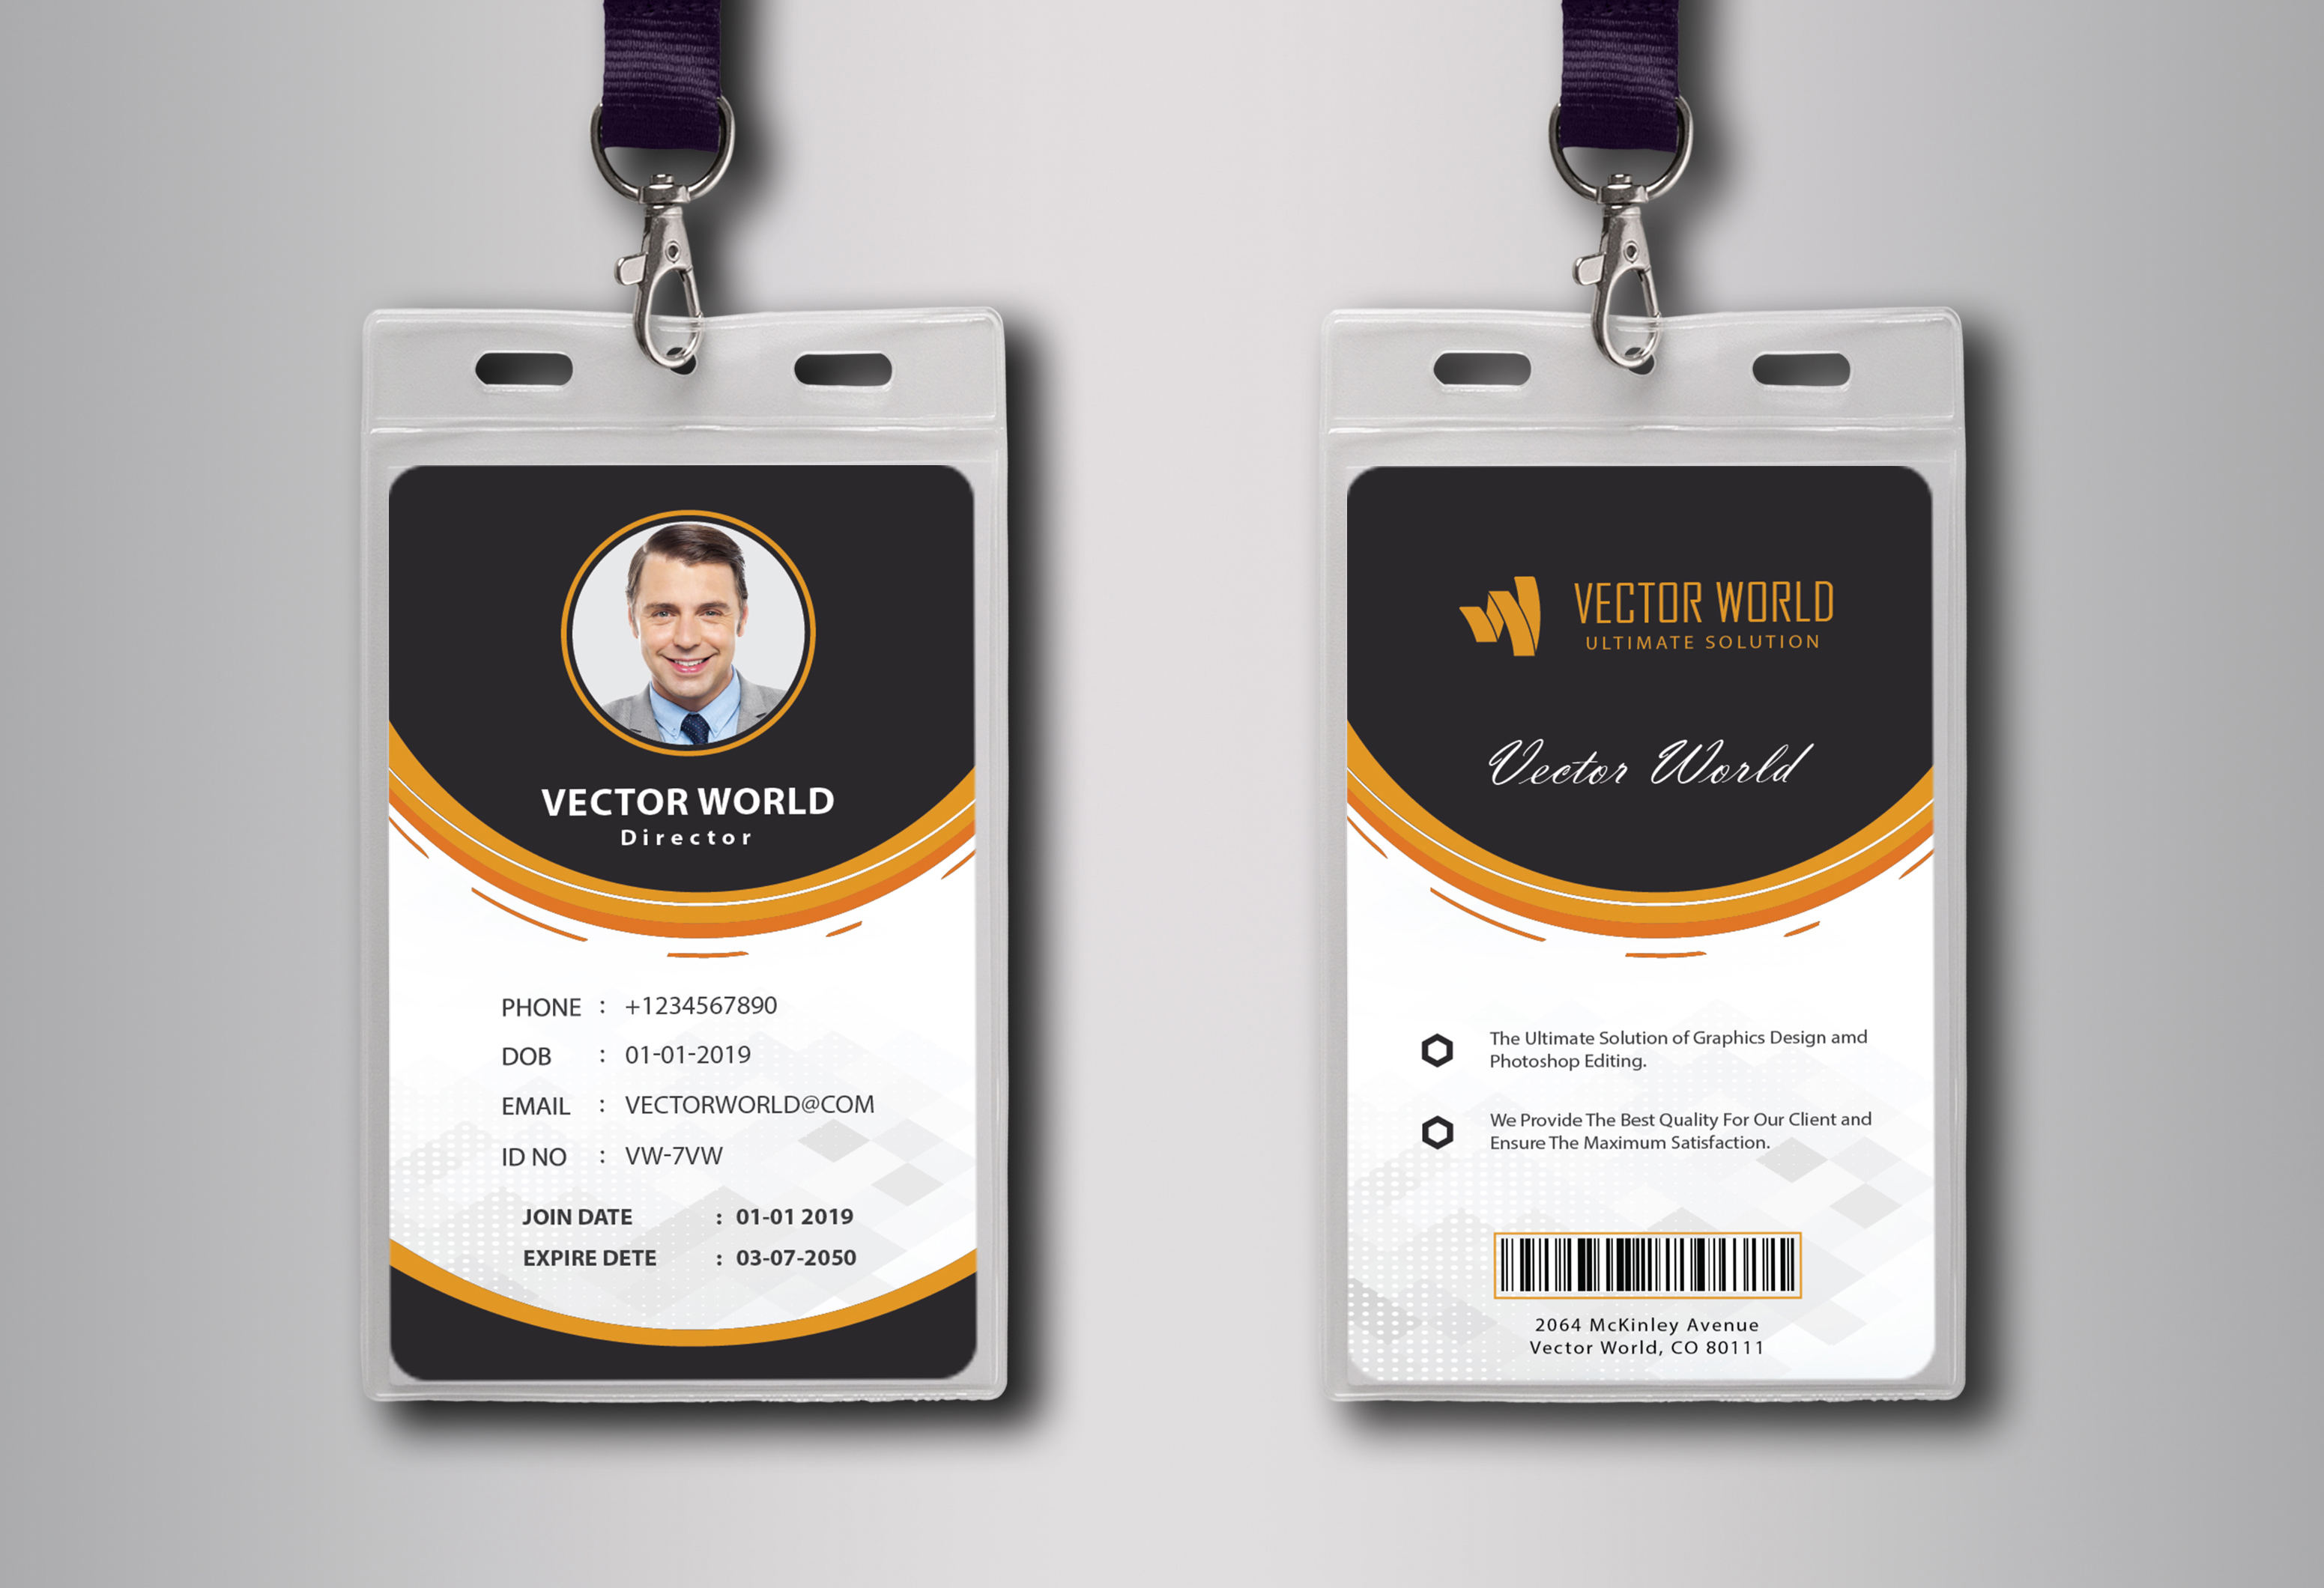 VECTOR WORLD
Director
PHONE : +1234567890
DOB : 01-01-2019
EMAIL : VECTORWORLD@COM
ID NO : VW-7VW
JOIN DATE : 01-01 2019
EXPIRE DETE : 03-07-2050
VECTOR WORLD
ULTIMATE SOLUTION
Vector World
The Ultimate Solution of Graphics Design amd
Photoshop Editing.
We Provide The Best Quality For Our Client and
Ensure The Maximum Satisfaction.
2064 McKinley Avenue
Vector World, CO 80111